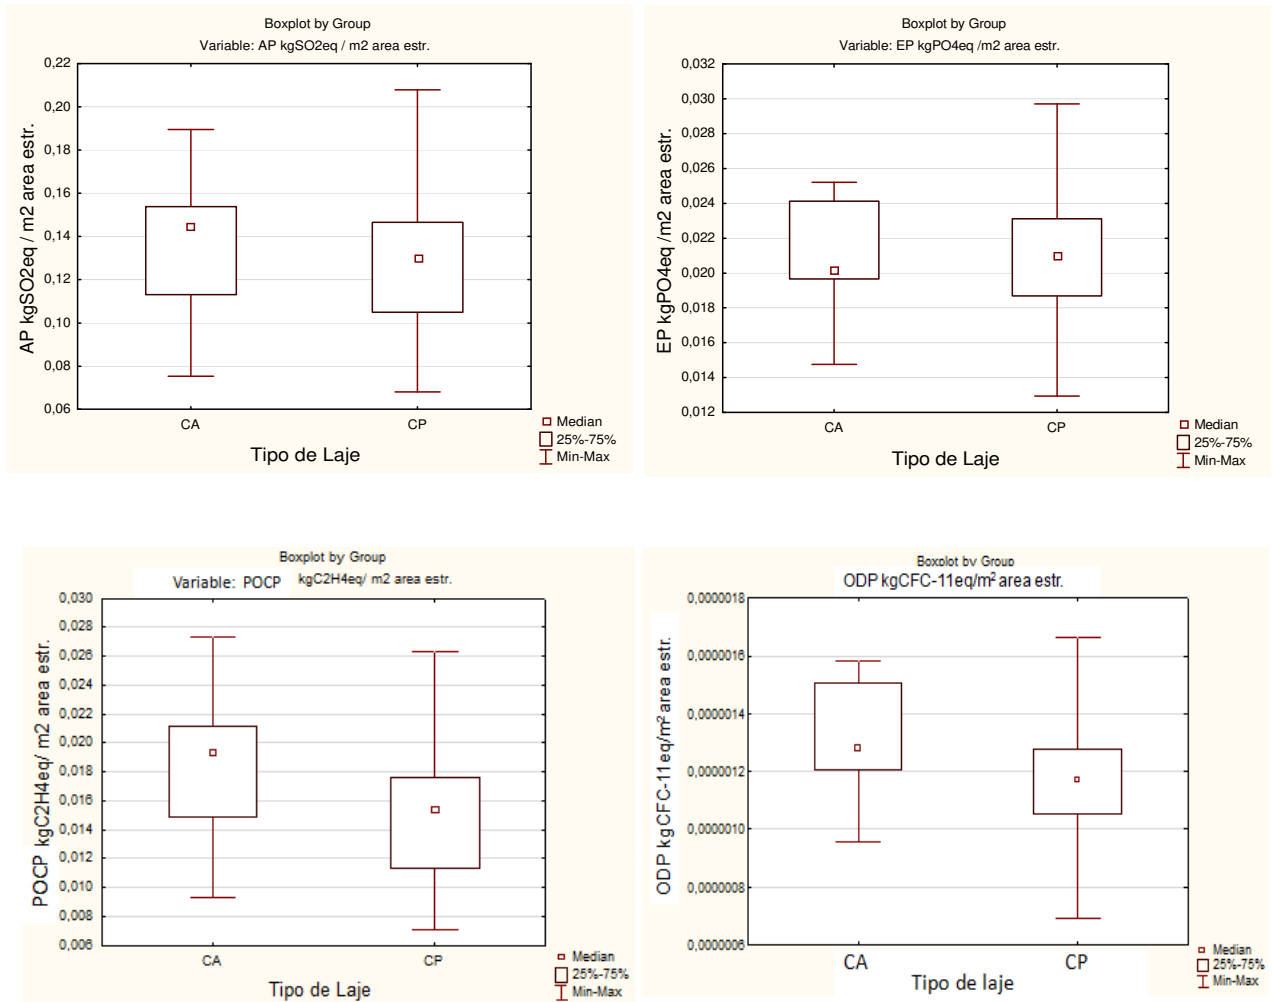 Boxplot by Group
Variable: AP kgSO2eq / m2 area estr.
AP kgSO2eq / m2 area estr.
0,22
0,20
0,18
0,16
0,14
0,12
0,10
0,08
0,06
CA CP
Tipo de Laje
Median
25%-75%
Min-Max
Boxplot by Group
Variable: EP kgPO4eq /m2 area estr.
EP kgPO4eq /m2 area estr.
0,032
0,030
0,028
0,026
0,024
0,022
0,020
0,018
0,016
0,014
0,012
CA CP
Tipo de Laje
Median
25%-75%
Min-Max
Boxplot by Group
Variable: POCP kgC2H4eq/ m2 area estr.
POCP kgC2H4eq/ m2 area estr.
0,030
0,028
0,026
0,024
0,022
0,020
0,018
0,016
0,014
0,012
0,010
0,008
0,006
CA CP
Tipo de Laje
Median
25%-75%
Min-Max
Boxplot by Group
ODP kgCFC-11eq/m² area estr.
ODP kgCFC-11eq/m² area estr.
0,0000018
0,0000016
0,0000014
0,0000012
0,0000010
0,0000008
0,0000006
CA CP
Tipo de laje
Median
25%-75%
Min-Max